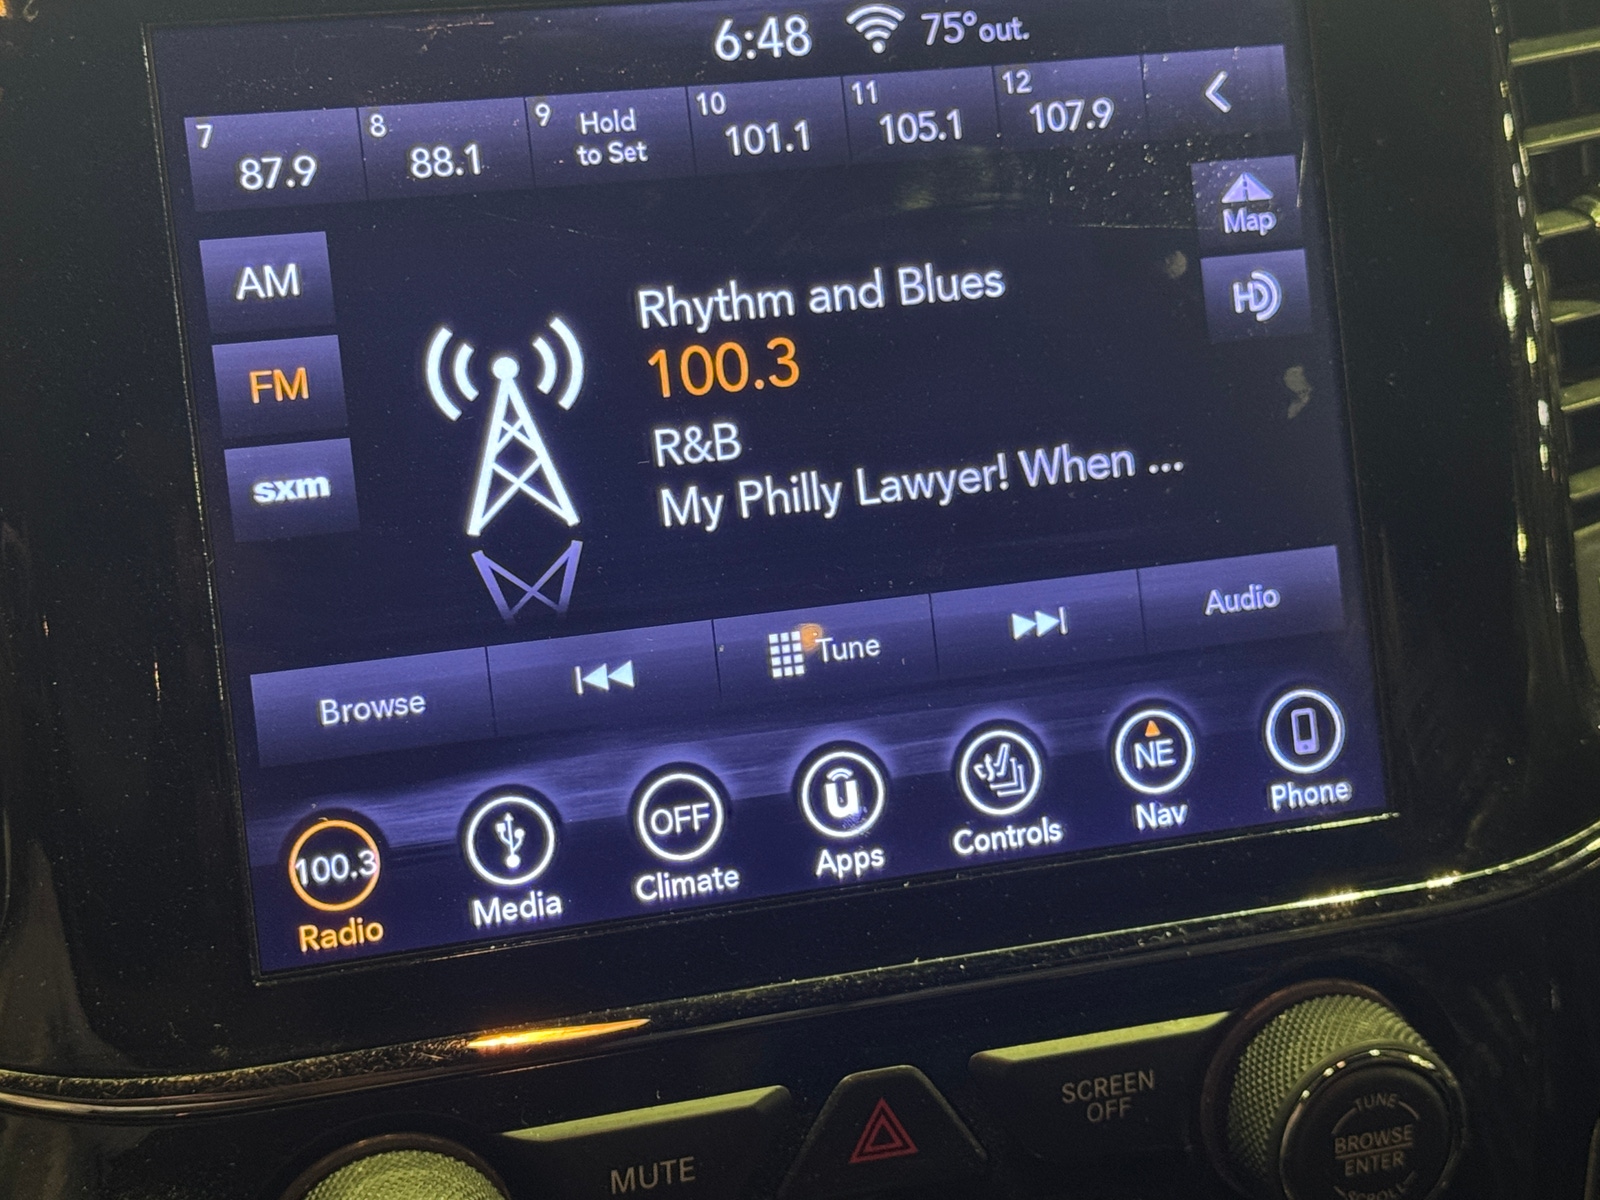 6:48 75° out.
7 87.9
8 88.1
9 Hold
to Set
10 101.1
11 105.1
12 107.9
Map
HD
AM
FM
sxm
Rhythm and Blues
100.3
R&B
My Philly Lawyer! When ...
Browse
Tune
Audio
100.3
Radio
Media
OFF
Climate
Apps
Controls
NE
Nav
Phone
MUTE
SCREEN
OFF
TUNE
BROWSE
ENTER
SCROLL